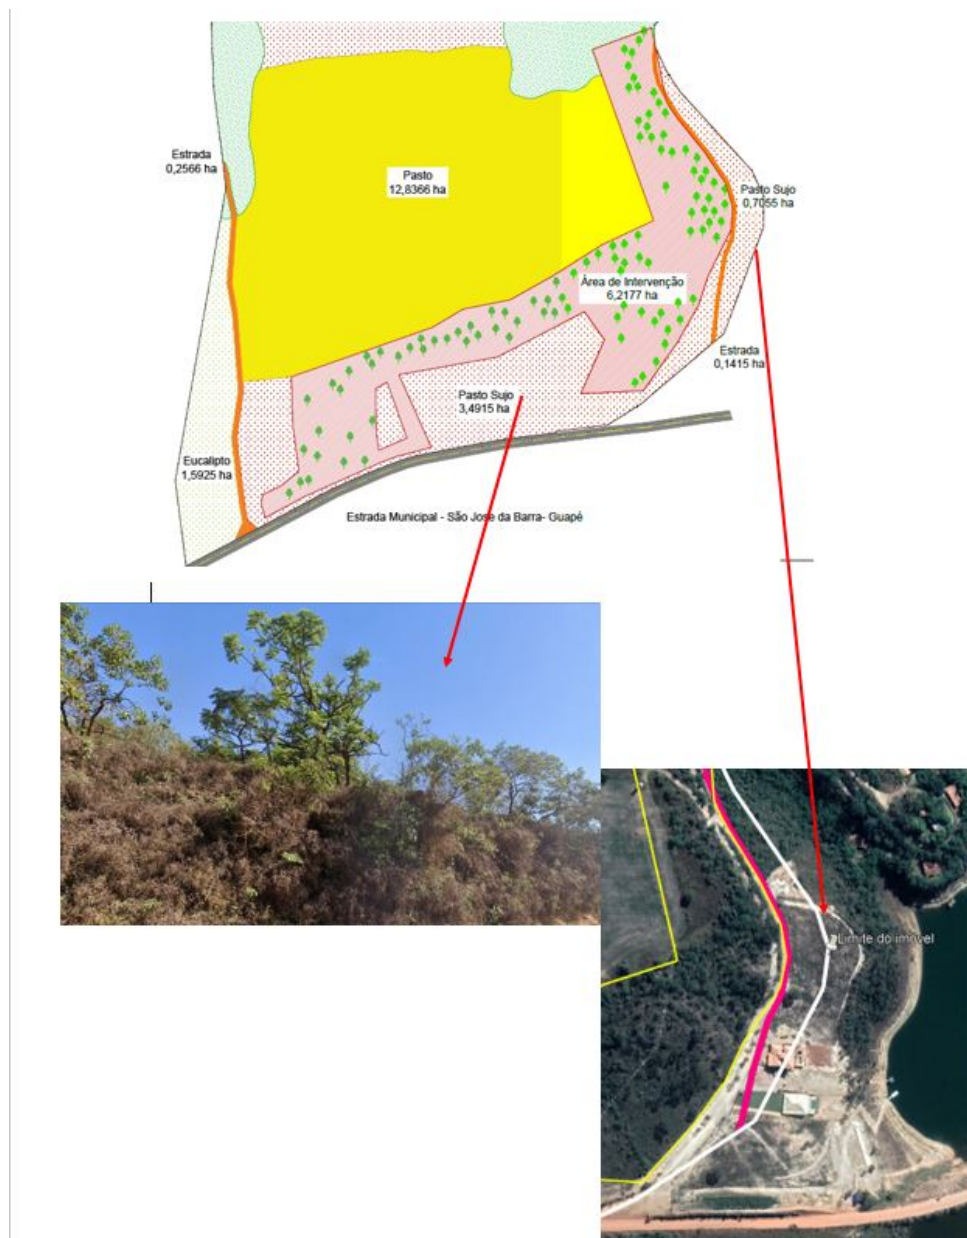 Estrada
0,2566 ha
Pasto
12,8366 ha
Pasto Sujo
0,7055 ha
Área de Intervenção
6,2177 ha
Estrada
0,1415 ha
Pasto Sujo
3,4915 ha
Eucalipto
1,5925 ha
Estrada Municipal - São Jose da Barra- Guapé
Limite do imovel